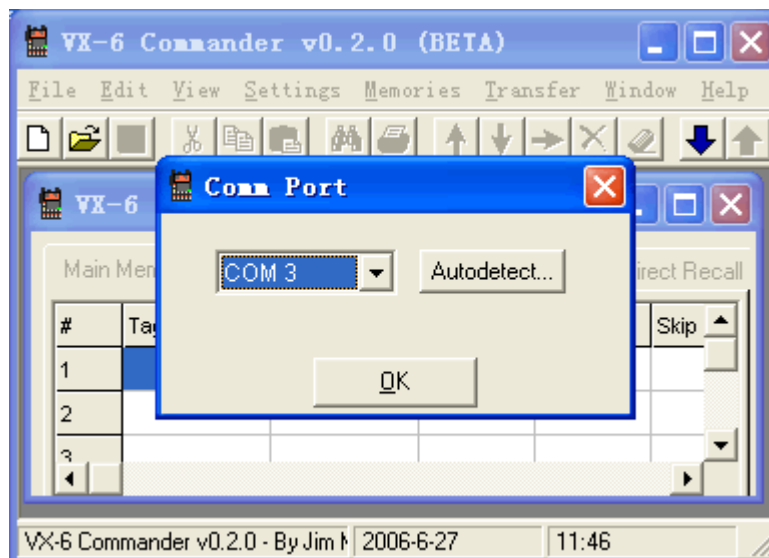 VX-6 Commander v0.2.0 (BETA)
File Edit View Settings Memories Transfer Window Help
Comm Port
VX-6
Main
COM 3 Autodetect...
Recall
# Skip
1
OK
2
3
VX-6 Commander v0.2.0 - By Jim 2006-6-27 11:46